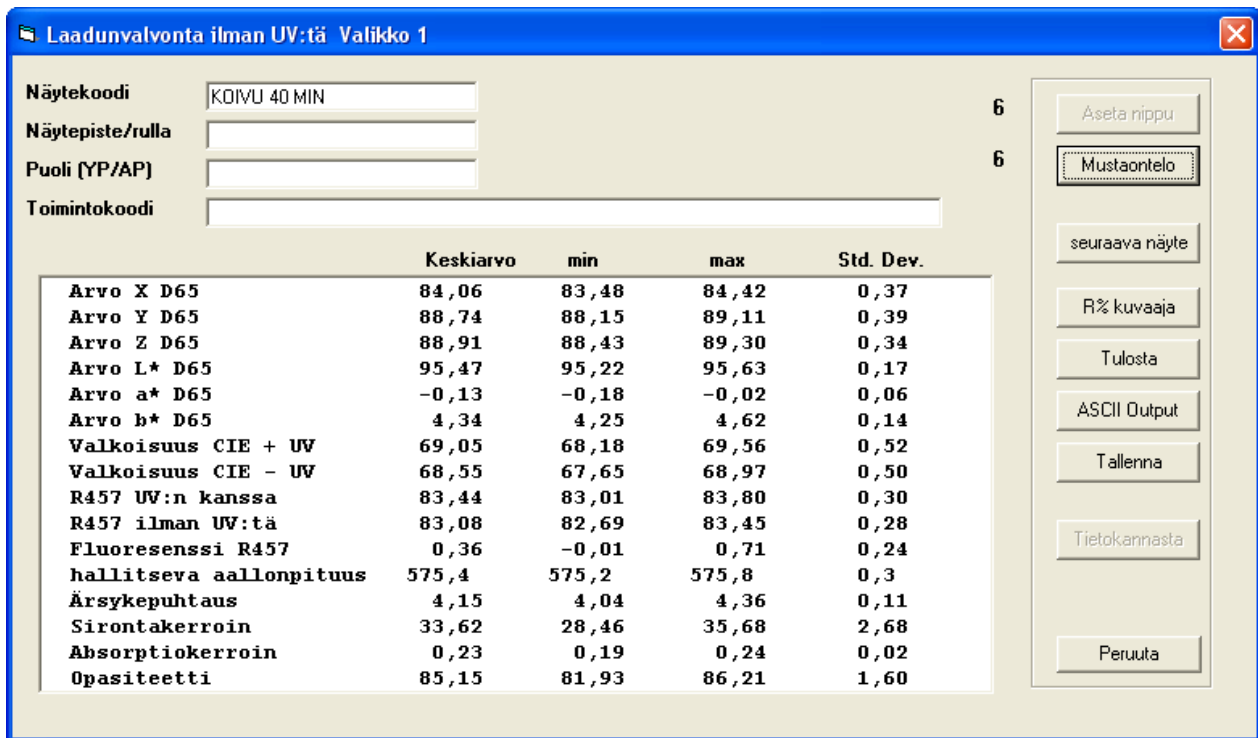 Laadunvalvonta ilman UV:tä Valikko 1
Näytekoodi KOIVU 40 MIN 6 Aseta nippu
Näytepiste/rulla
Puoli (YP/AP) 6 Mustaontelo
Toimintokoodi
seuraava näyte
Keskiarvo min max Std. Dev.
Arvo X D65 84,06 83,48 84,42 0,37
Arvo Y D65 88,74 88,15 89,11 0,39 R% kuvaaja
Arvo Z D65 88,91 88,43 89,30 0,34
Arvo L* D65 95,47 95,22 95,63 0,17 Tulosta
Arvo a* D65 -0,13 -0,18 -0,02 0,06
Arvo b* D65 4,34 4,25 4,62 0,14 ASCII Output
Valkoisuus CIE + UV 69,05 68,18 69,56 0,52
Valkoisuus CIE - UV 68,55 67,65 68,97 0,50 Tallenna
R457 UV:n kanssa 83,44 83,01 83,80 0,30
R457 ilman UV:tä 83,08 82,69 83,45 0,28
Fluoresenssi R457 0,36 -0,01 0,71 0,24 Tietokannasta
hallitseva aallonpituus 575,4 575,2 575,8 0,3
Ärsykepuhtaus 4,15 4,04 4,36 0,11
Sirontakerroin 33,62 28,46 35,68 2,68
Absorptiokerroin 0,23 0,19 0,24 0,02 Peruuta
Opasiteetti 85,15 81,93 86,21 1,60